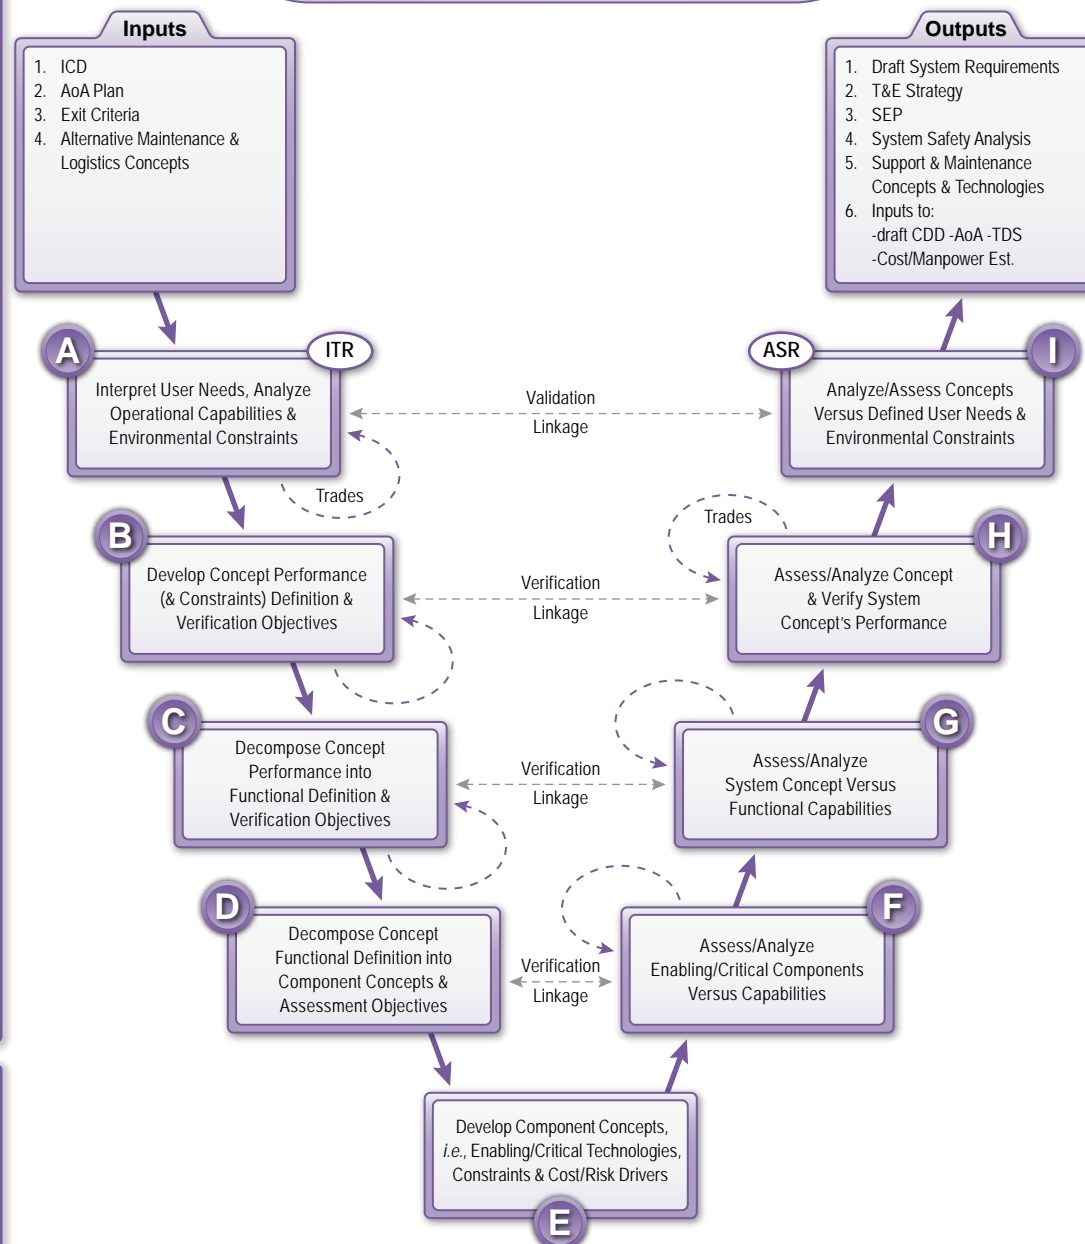 Inputs
1. ICD
2. AoA Plan
3. Exit Criteria
4. Alternative Maintenance &
Logistics Concepts
Outputs
1. Draft System Requirements
2. T&E Strategy
3. SEP
4. System Safety Analysis
5. Support & Maintenance
Concepts & Technologies
6. Inputs to:
-draft CDD -AoA -TDS
-Cost/Manpower Est.
A
ITR
Interpret User Needs, Analyze
Operational Capabilities &
Environmental Constraints
Trades
Validation
Linkage
ASR
I
Analyze/Assess Concepts
Versus Defined User Needs &
Environmental Constraints
B
Develop Concept Performance
(& Constraints) Definition &
Verification Objectives
Verification
Linkage
Trades
H
Assess/Analyze Concept
& Verify System
Concept's Performance
C
Decompose Concept
Performance into
Functional Definition &
Verification Objectives
Verification
Linkage
G
Assess/Analyze
System Concept Versus
Functional Capabilities
D
Decompose Concept
Functional Definition into
Component Concepts &
Assessment Objectives
Verification
Linkage
F
Assess/Analyze
Enabling/Critical Components
Versus Capabilities
Develop Component Concepts,
i.e., Enabling/Critical Technologies,
Constraints & Cost/Risk Drivers
E